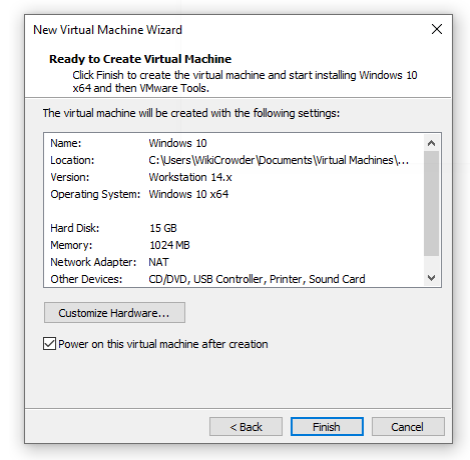 New Virtual Machine Wizard
Ready to Create Virtual Machine
Click Finish to create the virtual machine and start installing Windows 10
x64 and then VMware Tools.
The virtual machine will be created with the following settings:
Name: Windows 10
Location: C:\Users\WikiCrowder\Documents\Virtual Machines\...
Version: Workstation 14.x
Operating System: Windows 10 x64
Hard Disk: 15 GB
Memory: 1024 MB
Network Adapter: NAT
Other Devices: CD/DVD, USB Controller, Printer, Sound Card
Customize Hardware...
Power on this virtual machine after creation
< Back Finish Cancel